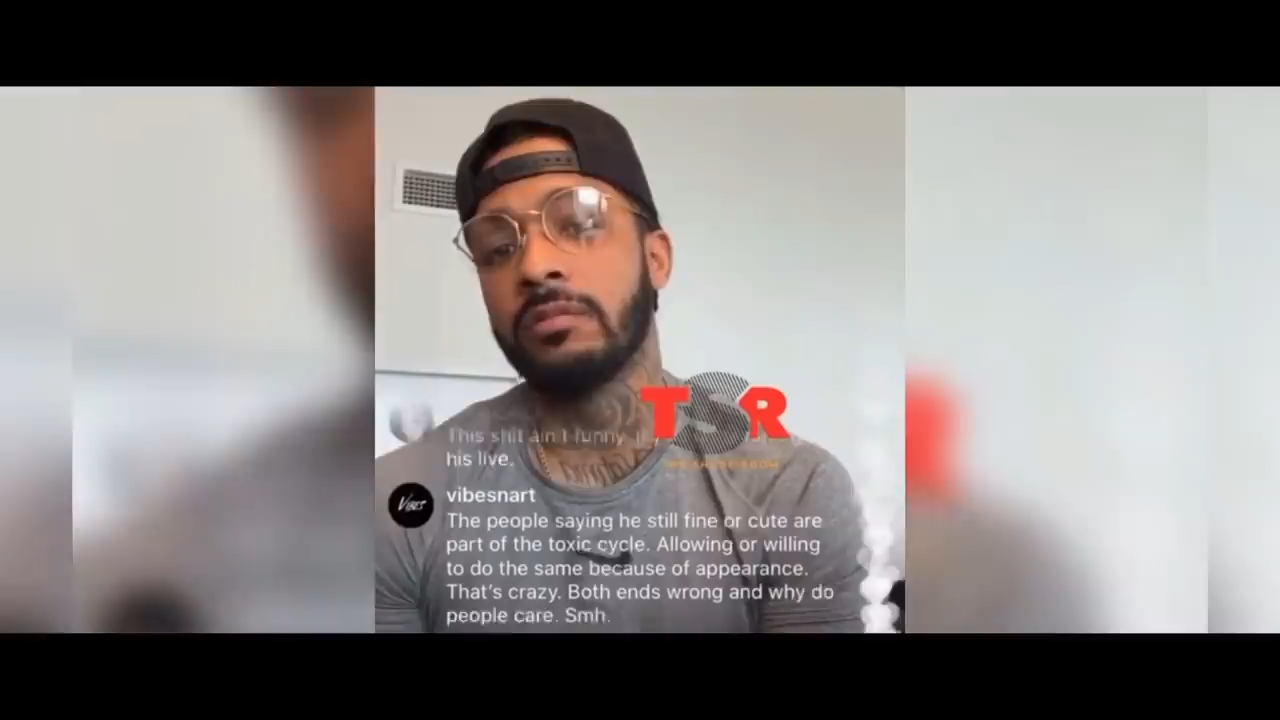 TSR
This shit ain't funny
his live.
VIBES
vibesnart
The people saying he still fine or cute are
part of the toxic cycle. Allowing or willing
to do the same because of appearance.
That's crazy. Both ends wrong and why do
people care. Smh.